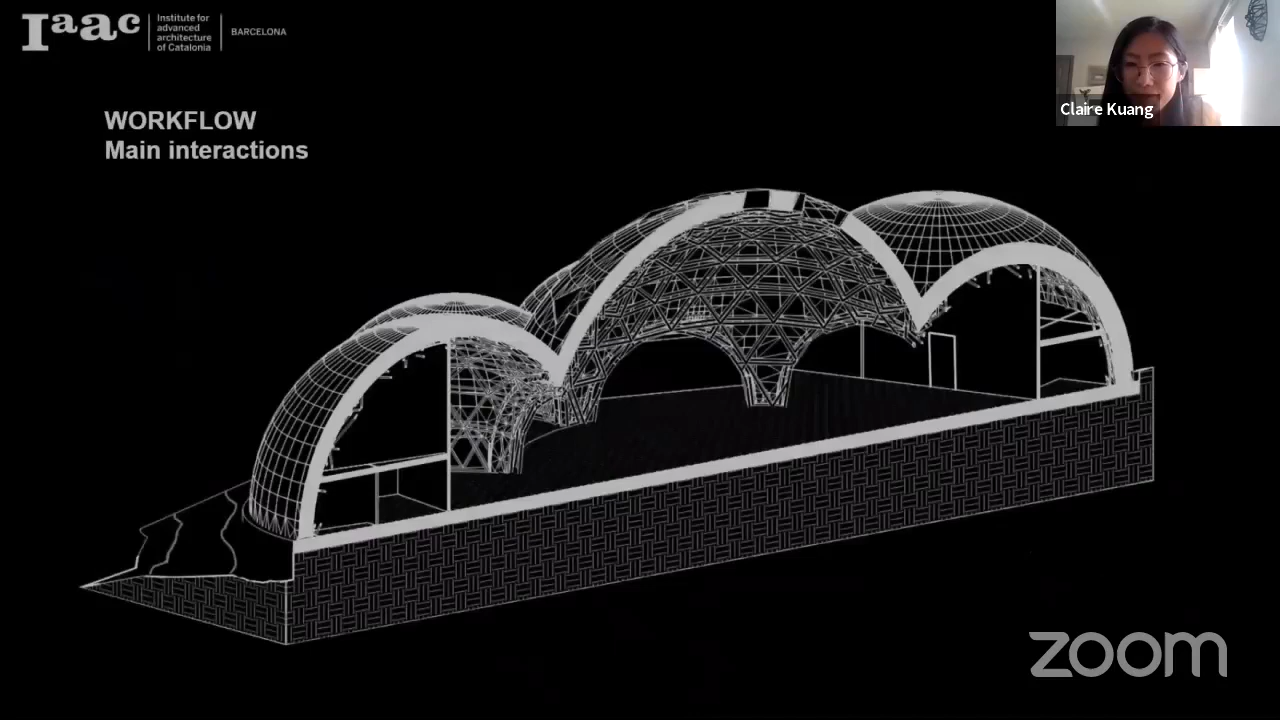 Iaac
Institute for
advanced
architecture
of Catalonia
BARCELONA
Claire Kuang
WORKFLOW
Main interactions
zoom